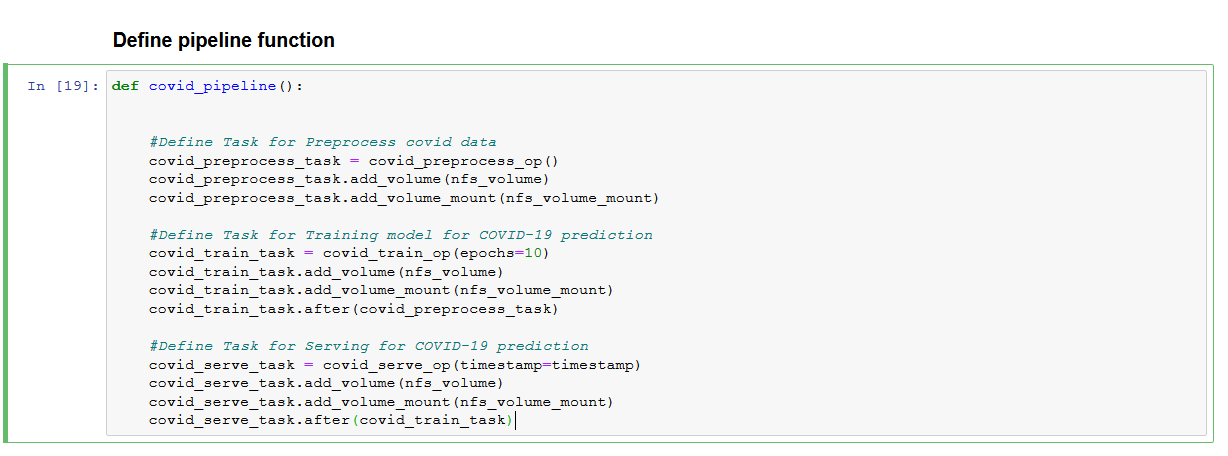 Define pipeline function
In [19]: def covid_pipeline():
#Define Task for Preprocess covid data
covid_preprocess_task = covid_preprocess_op()
covid_preprocess_task.add_volume(nfs_volume)
covid_preprocess_task.add_volume_mount(nfs_volume_mount)
#Define Task for Training model for COVID-19 prediction
covid_train_task = covid_train_op(epochs=10)
covid_train_task.add_volume(nfs_volume)
covid_train_task.add_volume_mount(nfs_volume_mount)
covid_train_task.after(covid_preprocess_task)
#Define Task for Serving for COVID-19 prediction
covid_serve_task = covid_serve_op(timestamp=timestamp)
covid_serve_task.add_volume(nfs_volume)
covid_serve_task.add_volume_mount(nfs_volume_mount)
covid_serve_task.after(covid_train_task)